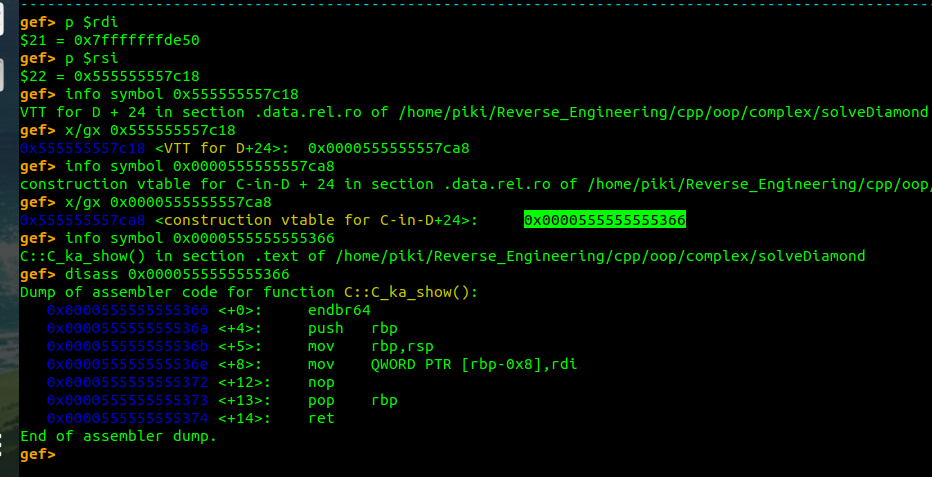 gef> p $rdi
$21 = 0x7fffffffde50
gef> p $rsi
$22 = 0x555555557c18
gef> info symbol 0x555555557c18
VTT for D + 24 in section .data.rel.ro of /home/piki/Reverse_Engineering/cpp/oop/complex/solveDiamond
gef> x/gx 0x555555557c18
0x555555557c18 <VTT for D+24>: 0x0000555555557ca8
gef> info symbol 0x0000555555557ca8
construction vtable for C-in-D + 24 in section .data.rel.ro of /home/piki/Reverse_Engineering/cpp/oop/
gef> x/gx 0x0000555555557ca8
0x555555557ca8 <construction vtable for C-in-D+24>: 0x0000555555555366
gef> info symbol 0x0000555555555366
C::C_ka_show() in section .text of /home/piki/Reverse_Engineering/cpp/oop/complex/solveDiamond
gef> disass 0x0000555555555366
Dump of assembler code for function C::C_ka_show():
0x0000555555555366 <+0>: endbr64
0x000055555555536a <+4>: push rbp
0x000055555555536b <+5>: mov rbp,rsp
0x000055555555536e <+8>: mov QWORD PTR [rbp-0x8],rdi
0x0000555555555372 <+12>: nop
0x0000555555555373 <+13>: pop rbp
0x0000555555555374 <+14>: ret
End of assembler dump.
gef>